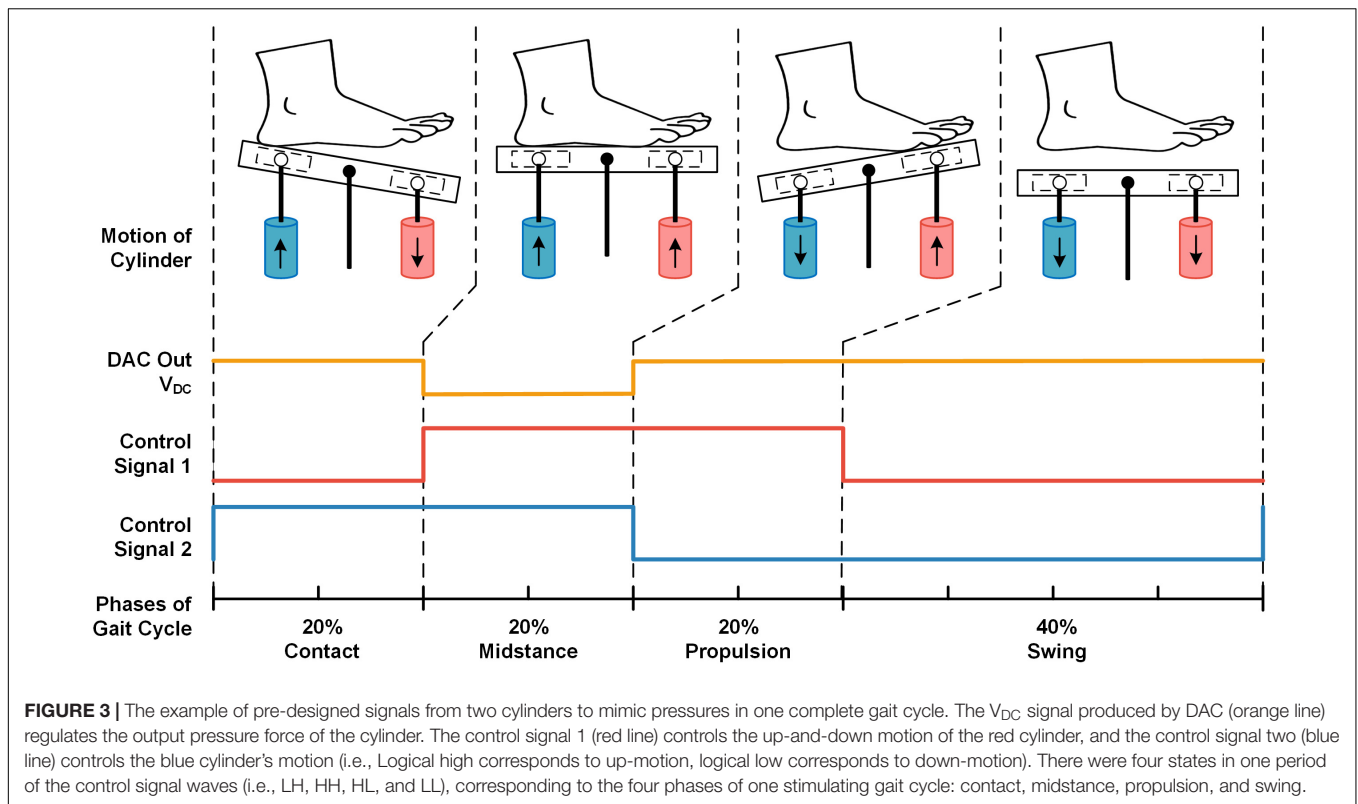 Motion of
Cylinder
DAC Out
VDC
Control
Signal 1
Control
Signal 2
Phases of
Gait Cycle
20%
Contact
20%
Midstance
20%
Propulsion
40%
Swing
FIGURE 3 | The example of pre-designed signals from two cylinders to mimic pressures in one complete gait cycle. The VDC signal produced by DAC (orange line)
regulates the output pressure force of the cylinder. The control signal 1 (red line) controls the up-and-down motion of the red cylinder, and the control signal two (blue
line) controls the blue cylinder's motion (i.e., Logical high corresponds to up-motion, logical low corresponds to down-motion). There were four states in one period
of the control signal waves (i.e., LH, HH, HL, and LL), corresponding to the four phases of one stimulating gait cycle: contact, midstance, propulsion, and swing.